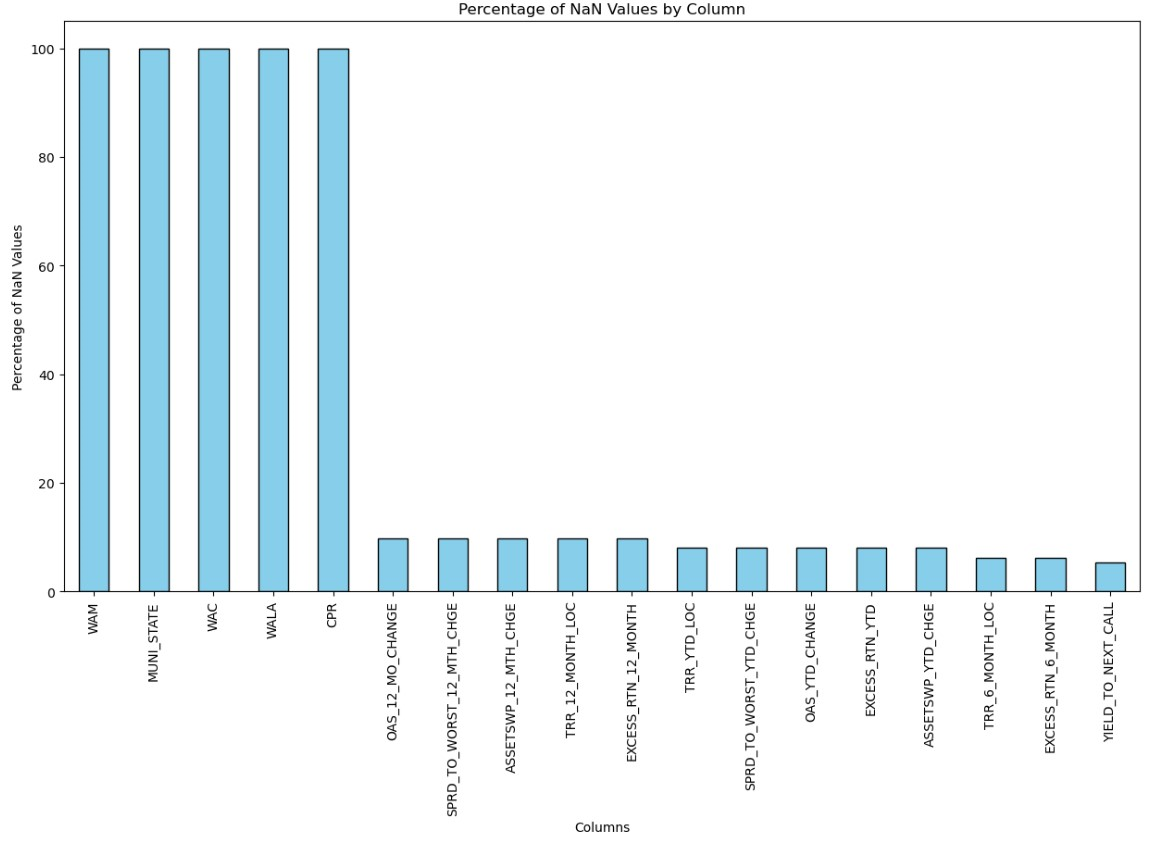 Percentage of NaN Values by Column
Percentage of NaN Values
100
80
60
40
20
0
WAM
MUNI_STATE
WAC
WALA
CPR
OAS_12_MO_CHANGE
SPRD_TO_WORST_12_MTH_CHGE
ASSETSWP_12_MTH_CHGE
TRR_12_MONTH_LOC
EXCESS_RTN_12_MONTH
TRR_YTD_LOC
SPRD_TO_WORST_YTD_CHGE
OAS_YTD_CHANGE
EXCESS_RTN_YTD
ASSETSWP_YTD_CHGE
TRR_6_MONTH_LOC
EXCESS_RTN_6_MONTH
YIELD_TO_NEXT_CALL
Columns